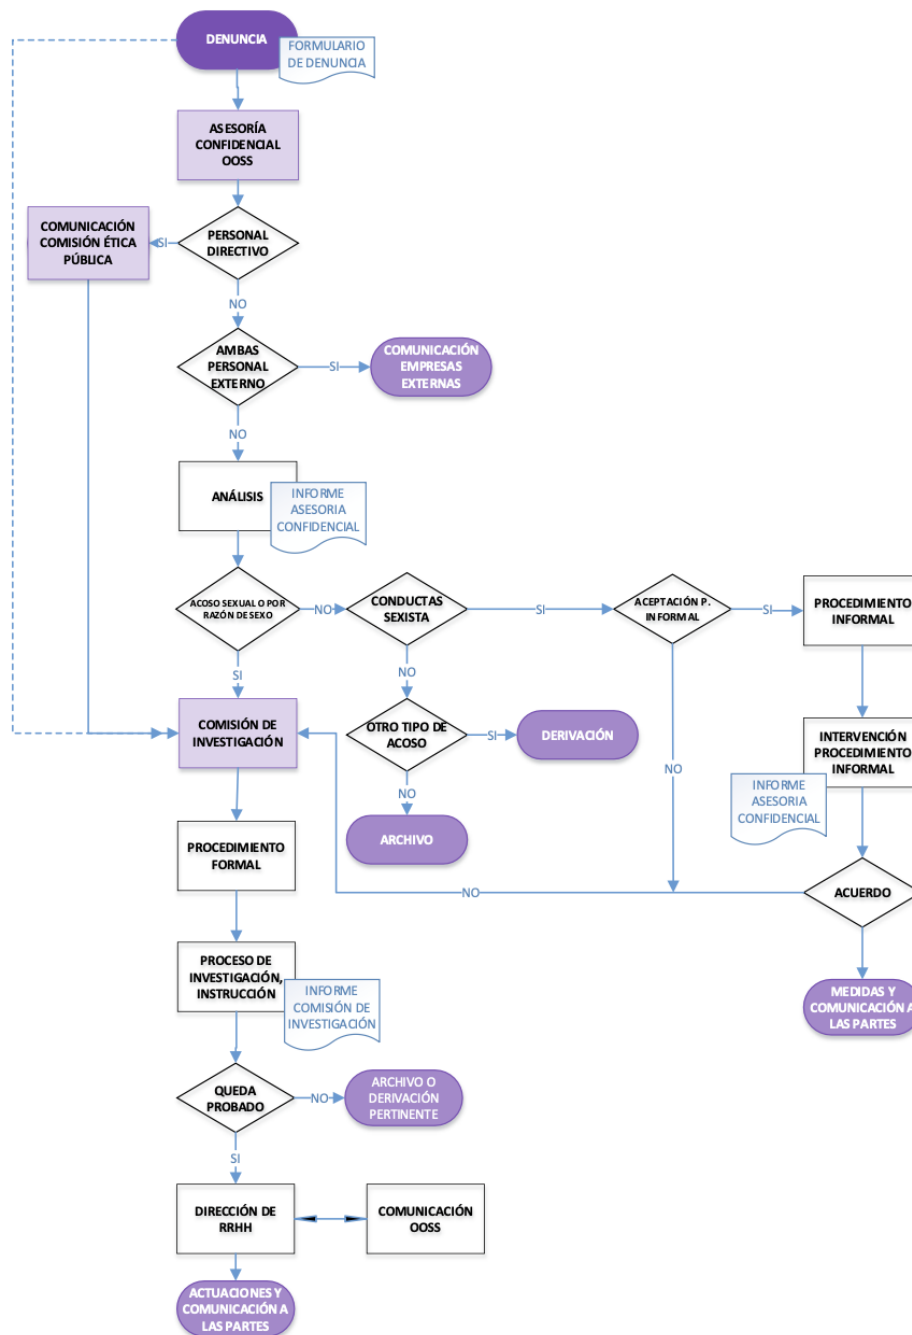 DENUNCIA
FORMULARIO
DE DENUNCIA
ASESORÍA
CONFIDENCIAL
OOSS
COMUNICACIÓN
COMISIÓN ÉTICA
PÚBLICA
SI
PERSONAL
DIRECTIVO
NO
AMBAS
PERSONAL
EXTERNO
SI
COMUNICACIÓN
EMPRESAS
EXTERNAS
NO
ANÁLISIS
INFORME
ASESORIA
CONFIDENCIAL
ACOSO SEXUAL O POR
RAZÓN DE SEXO
NO
CONDUCTAS
SEXISTA
SI
ACEPTACIÓN P.
INFORMAL
SI
PROCEDIMIENTO
INFORMAL
SI
NO
COMISIÓN DE
INVESTIGACIÓN
OTRO TIPO DE
ACOSO
SI
DERIVACIÓN
NO
INTERVENCIÓN
PROCEDIMIENTO
INFORMAL
INFORME
ASESORIA
CONFIDENCIAL
NO
ARCHIVO
PROCEDIMIENTO
FORMAL
NO
ACUERDO
PROCESO DE
INVESTIGACIÓN,
INSTRUCCIÓN
INFORME
COMISIÓN DE
INVESTIGACIÓN
MEDIDAS Y
COMUNICACIÓN A
LAS PARTES
QUEDA
PROBADO
NO
ARCHIVO O
DERIVACIÓN
PERTINENTE
SI
DIRECCIÓN DE
RRHH
COMUNICACIÓN
OOSS
ACTUACIONES Y
COMUNICACIÓN A
LAS PARTES